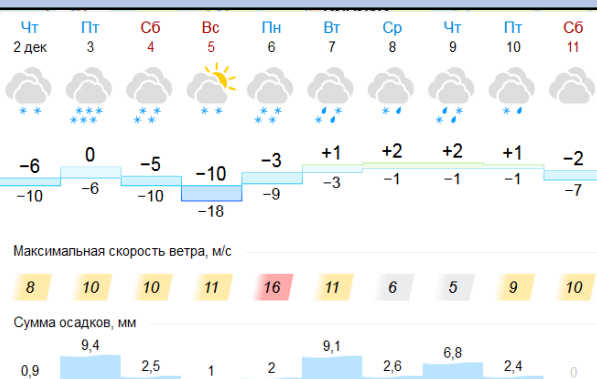 Чт Пт Сб Вс Пн Вт Ср Чт Пт Сб
2 дек 3 4 5 6 7 8 9 10 11
−6 0 −5 −10 −3 +1 +2 +2 +1 −2
−10 −6 −10 −18 −9 −3 −1 −1 −1 −7
Максимальная скорость ветра, м/с
8 10 10 11 16 11 6 5 9 10
Сумма осадков, мм
0,9 9,4 2,5 1 2 9,1 2,6 6,8 2,4 0